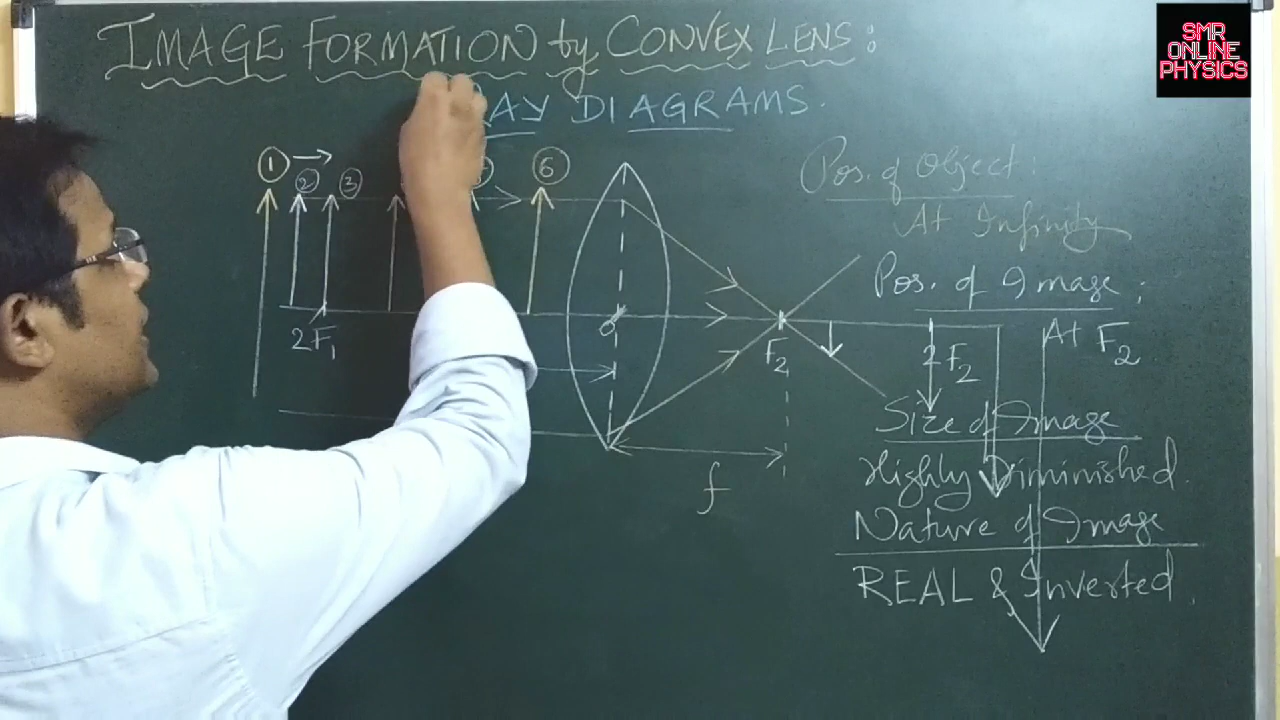 IMAGE FORMATION by CONVEX LENS:
RAY DIAGRAMS.
SMR
ONLINE
PHYSICS
① ② ③ ⑥
Pos. of Object:
At Infinity
Pos. of Image:
At F2
2F1
O
F2
2F2
f
Size of Image
Highly Diminished.
Nature of Image
REAL & Inverted.